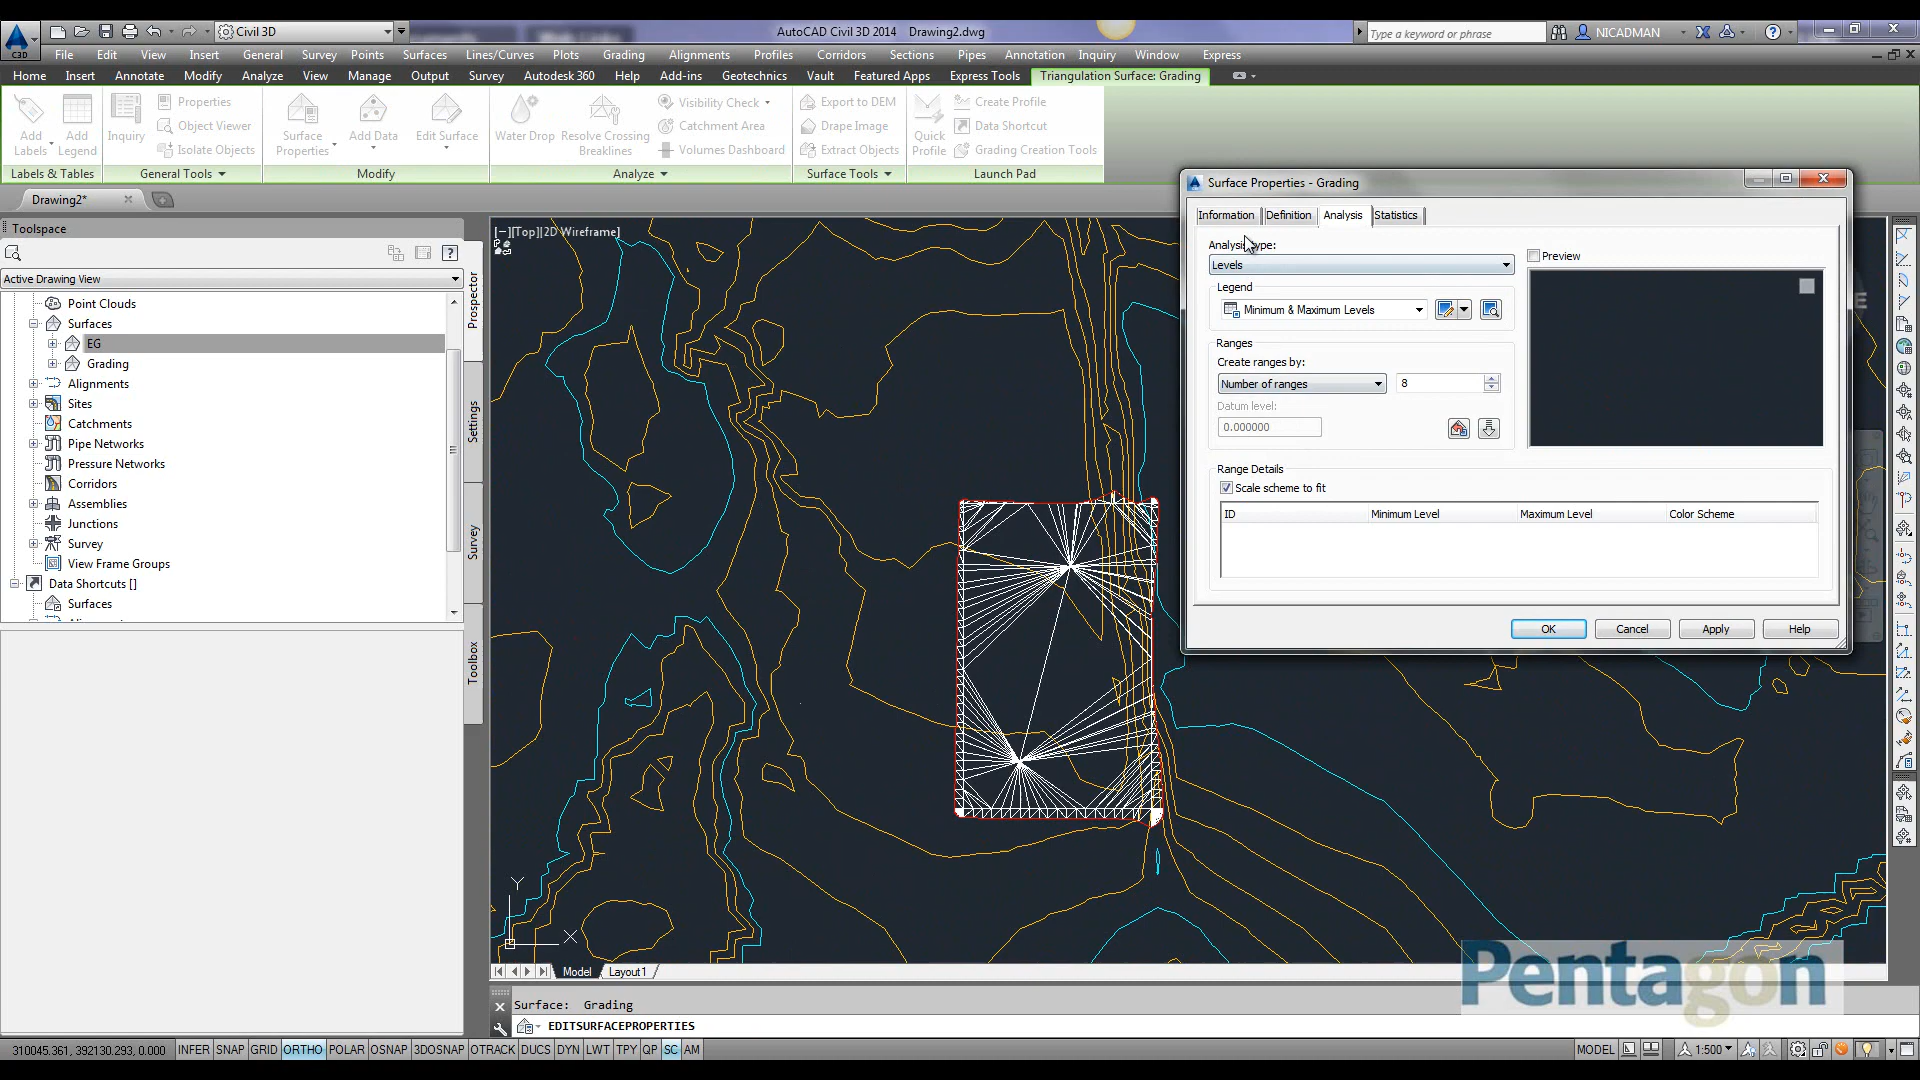 Civil 3D
AutoCAD Civil 3D 2014 Drawing2.dwg
Type a keyword or phrase
NICADMAN
C3D
File Edit View Insert General Survey Points Surfaces Lines/Curves Plots Grading Alignments Profiles Corridors Sections Pipes Annotation Inquiry Window Express
Home Insert Annotate Modify Analyze View Manage Output Survey Autodesk 360 Help Add-ins Geotechnics Vault Featured Apps Express Tools Triangulation Surface: Grading
Add Labels
Add Legend
Inquiry
Properties
Object Viewer
Isolate Objects
Surface Properties
Add Data
Edit Surface
Water Drop
Resolve Crossing Breaklines
Visibility Check
Catchment Area
Volumes Dashboard
Export to DEM
Drape Image
Extract Objects
Quick Profile
Create Profile
Data Shortcut
Grading Creation Tools
Labels & Tables General Tools Modify Analyze Surface Tools Launch Pad
Drawing2*
Toolspace
Active Drawing View
Point Clouds
Surfaces
EG
Grading
Alignments
Sites
Catchments
Pipe Networks
Pressure Networks
Corridors
Assemblies
Junctions
Survey
View Frame Groups
Data Shortcuts []
Surfaces
Prospector
Settings
Survey
Toolbox
[−][Top][2D Wireframe]
Surface Properties - Grading
Information Definition Analysis Statistics
Levels
Preview
Legend
Minimum & Maximum Levels
Ranges
Create ranges by:
Number of ranges
8
Datum level:
0.000000
Range Details
Scale scheme to fit
ID Minimum Level Maximum Level Color Scheme
OK Cancel Apply Help
Y
X
Model Layout1
Pentagon
Surface: Grading
EDITSURFACEPROPERTIES
310045.361, 392130.293, 0.000 INFER SNAP GRID ORTHO POLAR OSNAP 3DOSNAP OTRACK DUCS DYN LWT TPY QP SC AM
MODEL 1:500